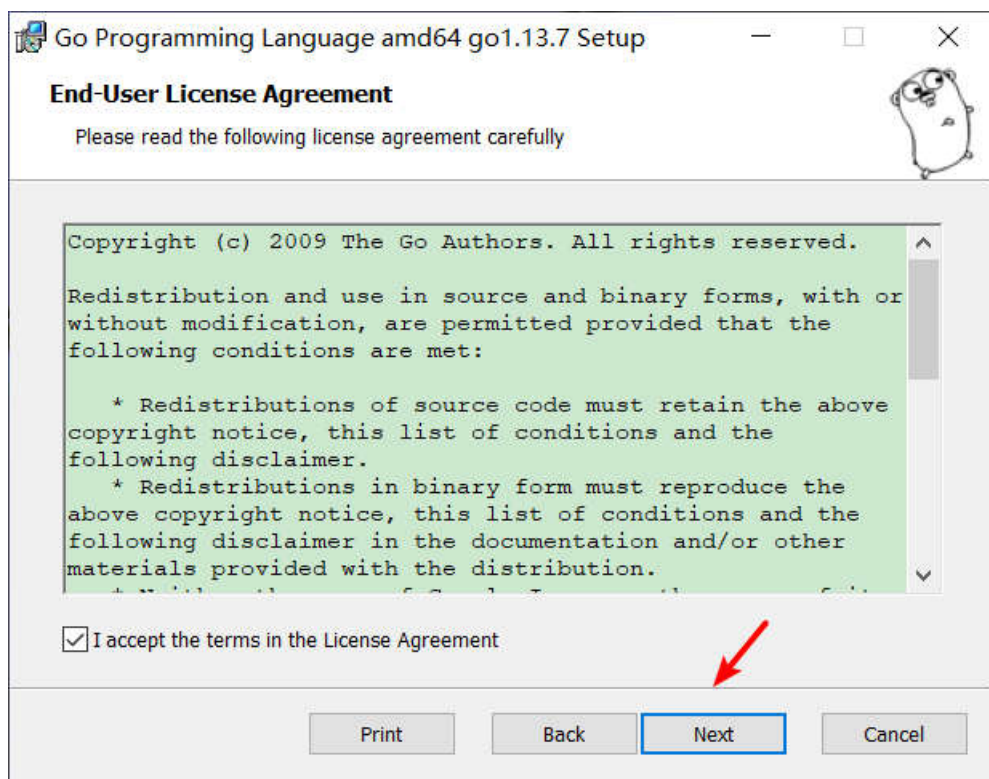 Go Programming Language amd64 go1.13.7 Setup
End-User License Agreement
Please read the following license agreement carefully
Copyright (c) 2009 The Go Authors. All rights reserved.
Redistribution and use in source and binary forms, with or
without modification, are permitted provided that the
following conditions are met:
* Redistributions of source code must retain the above
copyright notice, this list of conditions and the
following disclaimer.
* Redistributions in binary form must reproduce the
above copyright notice, this list of conditions and the
following disclaimer in the documentation and/or other
materials provided with the distribution.
I accept the terms in the License Agreement
Print
Back
Next
Cancel